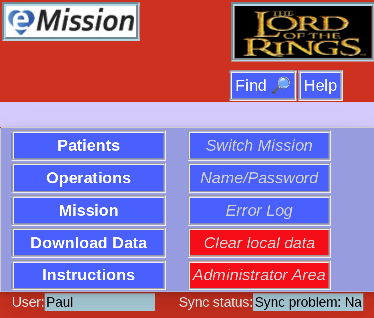 eMission
THE
LORD
OF THE
RINGS
Find 🔎 Help
Patients
Switch Mission
Operations
Name/Password
Mission
Error Log
Download Data
Clear local data
Instructions
Administrator Area
User: Paul
Sync status: Sync problem: Na